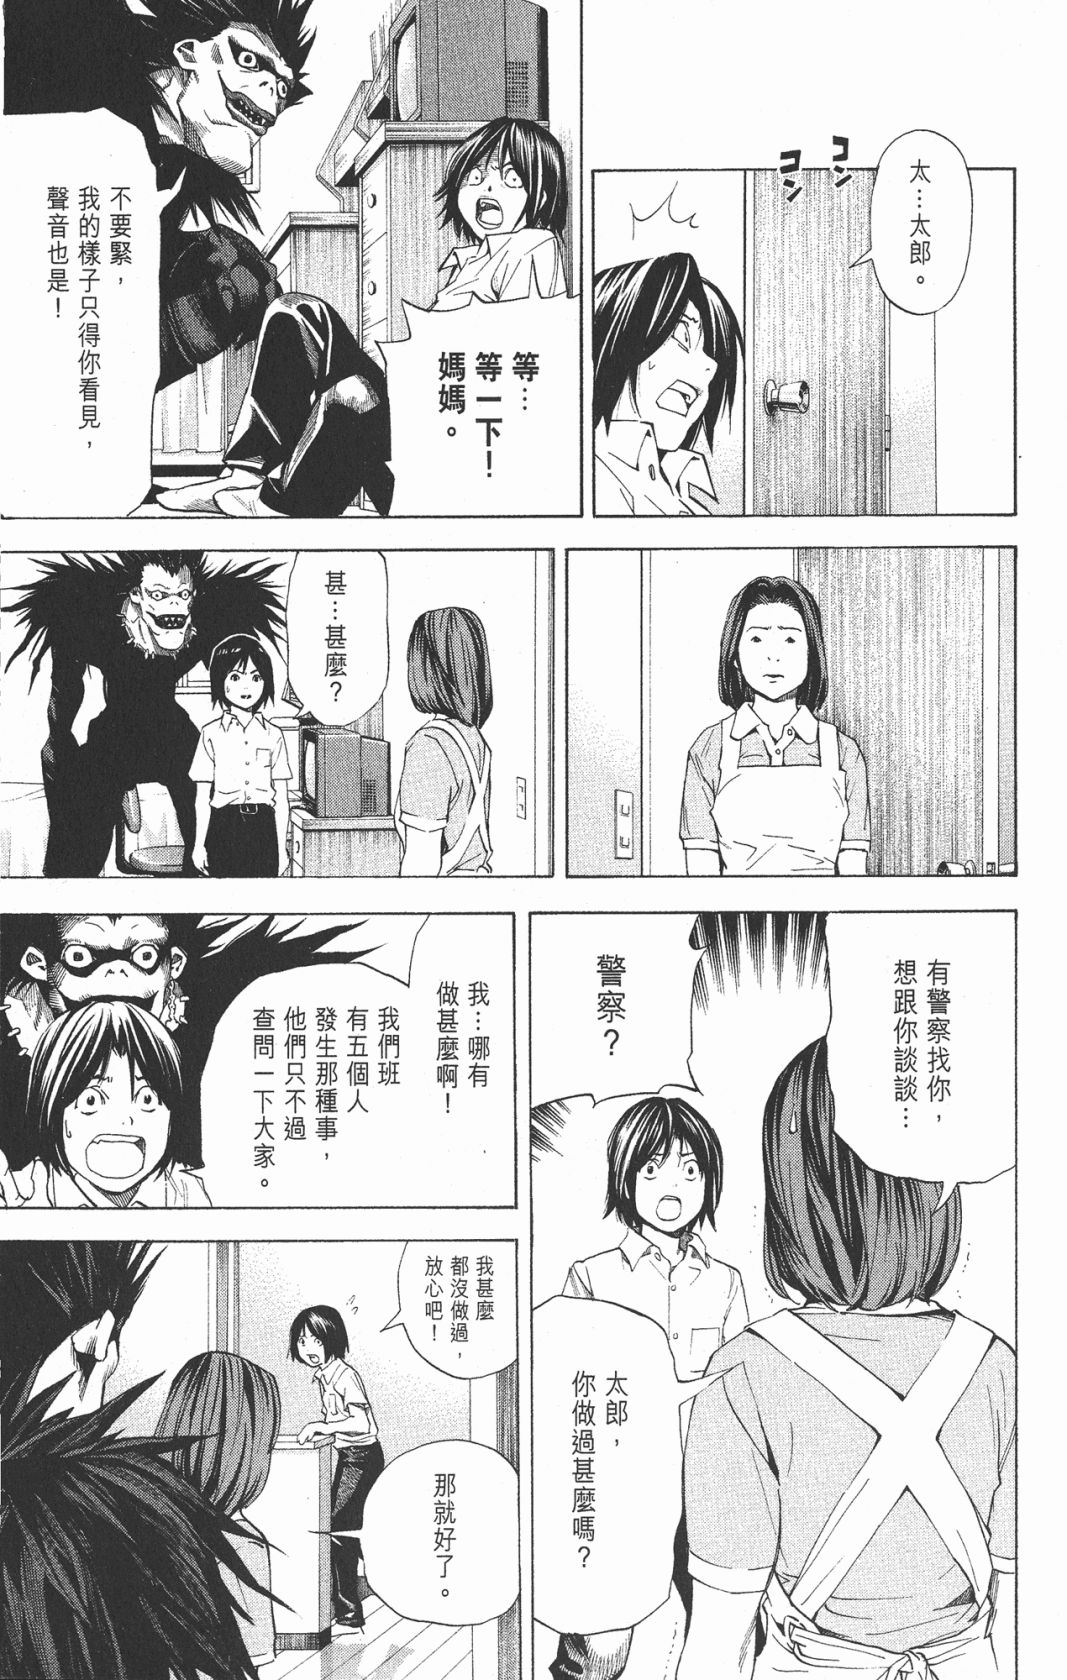 太…太郎。
コンコン
等…
等一下！
媽媽。
不要緊，
我的樣子只得你看見，
聲音也是！
甚…甚麼？
有警察找你，
想跟你談談…
警察？
太郎，
你做過甚麼嗎？
我…哪有
做甚麼啊！
我們班
有五個人
發生那種事，
他們只不過
查問一下大家。
我甚麼
都沒做過，
放心吧！
那就好了。